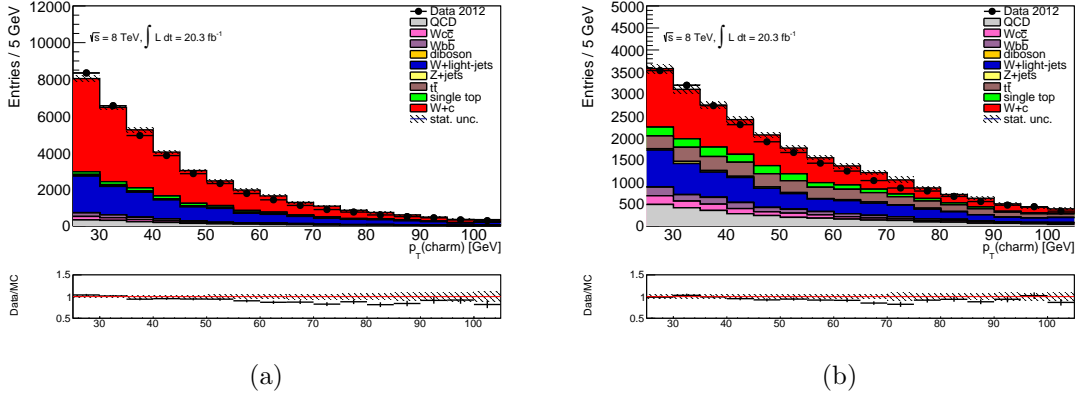 Entries / 5 GeV
12000
10000
8000
6000
4000
2000
0
√s = 8 TeV, ∫ L dt = 20.3 fb⁻¹
Data 2012
QCD
Wcc̄
Wbb̄
diboson
W+light-jets
Z+jets
tt̄
single top
W+c
stat. unc.
30 40 50 60 70 80 90 100
p_T(charm) [GeV]
Data/MC
1.5
1
0.5
30 40 50 60 70 80 90 100
(a)
Entries / 5 GeV
5000
4500
4000
3500
3000
2500
2000
1500
1000
500
0
√s = 8 TeV, ∫ L dt = 20.3 fb⁻¹
Data 2012
QCD
Wcc̄
Wbb̄
diboson
W+light-jets
Z+jets
tt̄
single top
W+c
stat. unc.
30 40 50 60 70 80 90 100
p_T(charm) [GeV]
Data/MC
1.5
1
0.5
30 40 50 60 70 80 90 100
(b)